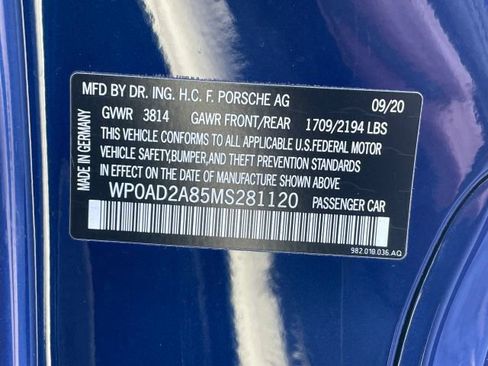 MFD BY DR. ING. H.C. F. PORSCHE AG 09/20
GVWR 3814 GAWR FRONT/REAR 1709/2194 LBS
THIS VEHICLE CONFORMS TO ALL APPLICABLE U.S. FEDERAL MOTOR
VEHICLE SAFETY, BUMPER, AND THEFT PREVENTION STANDARDS
IN EFFECT ON THE DATE OF MANUFACTURE SHOWN ABOVE
WP0AD2A85MS281120 PASSENGER CAR
982.010.036.AQ
MADE IN GERMANY